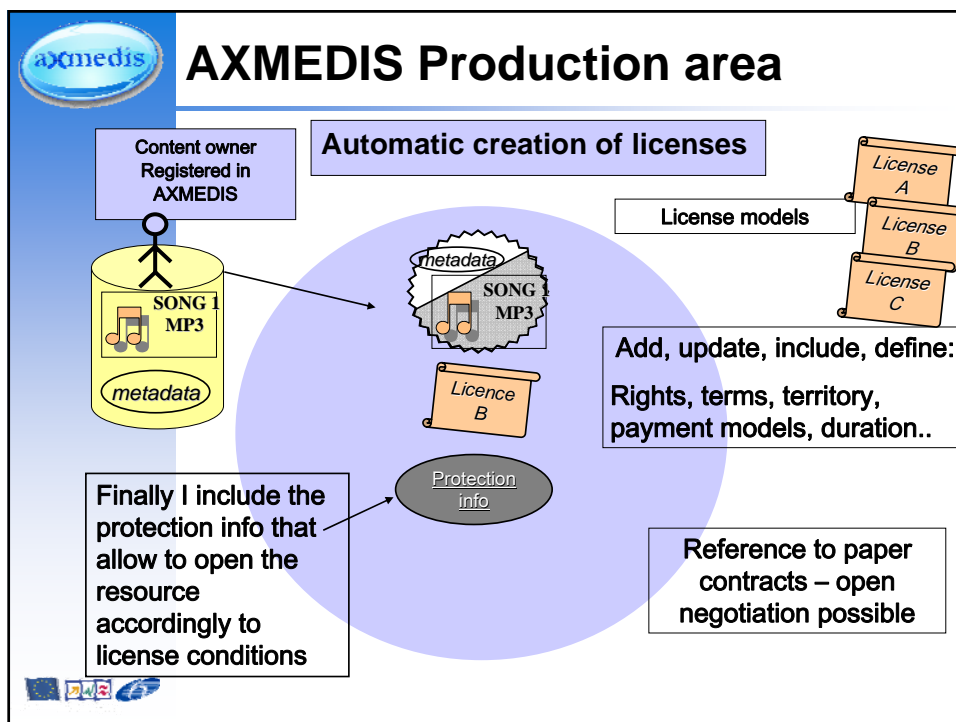 axmedis
AXMEDIS Production area
Content owner
Registered in
AXMEDIS
Automatic creation of licenses
License
A
License models
License
B
License
C
metadata
SONG 1
MP3
SONG 1
MP3
metadata
Licence
B
Add, update, include, define:
Rights, terms, territory,
payment models, duration..
Protection
info
Finally I include the
protection info that
allow to open the
resource
accordingly to
license conditions
Reference to paper
contracts – open
negotiation possible